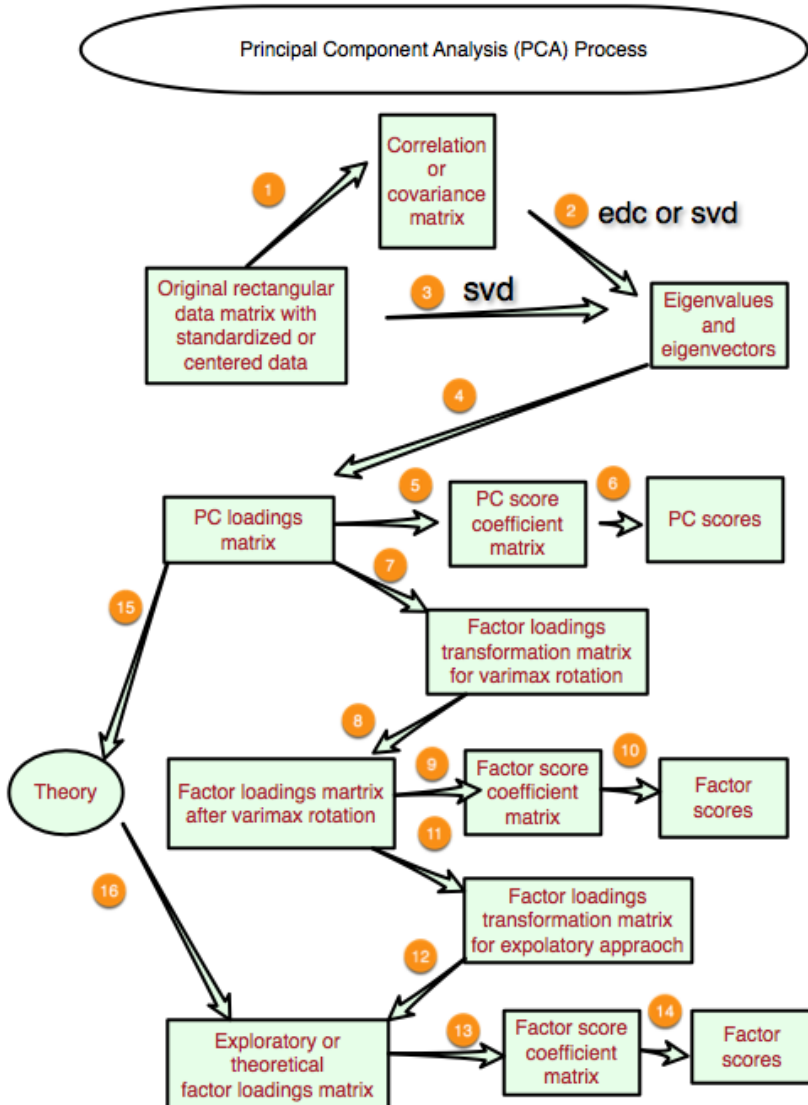 Principal Component Analysis (PCA) Process
Correlation
or
covariance
matrix
1
2
edc or svd
Original rectangular
data matrix with
standardized or
centered data
3
svd
Eigenvalues
and
eigenvectors
4
PC loadings
matrix
5
PC score
coefficient
matrix
6
PC scores
7
15
Factor loadings
transformation matrix
for varimax rotation
8
Theory
Factor loadings martrix
after varimax rotation
9
Factor score
coefficient
matrix
10
Factor
scores
11
16
Factor loadings
transformation matrix
for expolatory appraoch
12
Exploratory or
theoretical
factor loadings matrix
13
Factor score
coefficient
matrix
14
Factor
scores